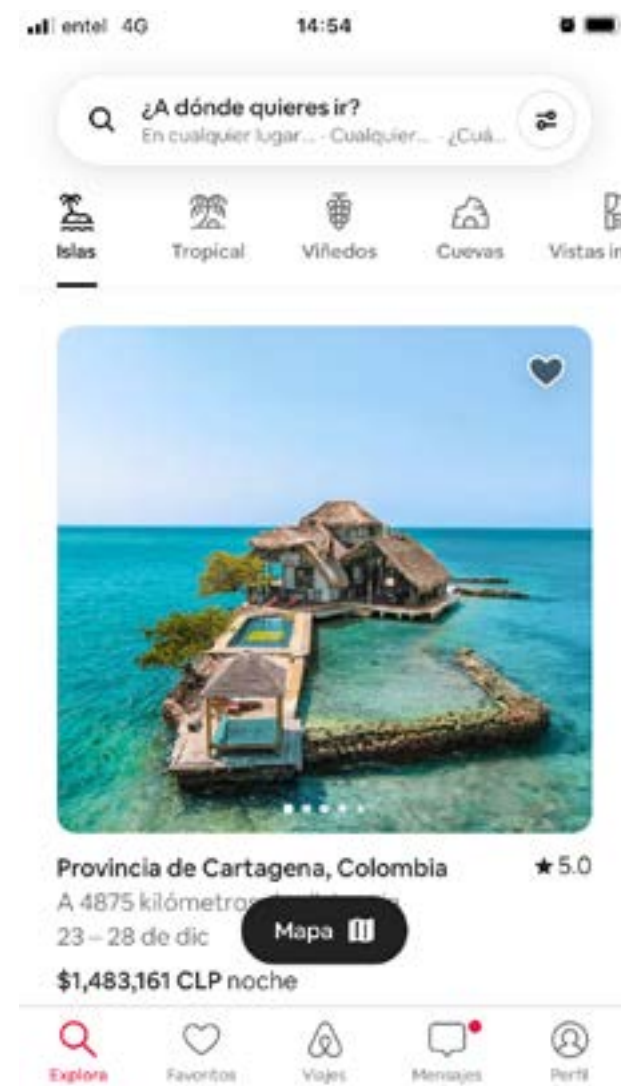 entel 4G 14:54
¿A dónde quieres ir?
En cualquier lugar... · Cualquier... · ¿Cuá...
Islas Tropical Viñedos Cuevas Vistas in
Provincia de Cartagena, Colombia ★ 5.0
A 4875 kilómetros
23 – 28 de dic
Mapa
$1,483,161 CLP noche
Explora Favoritos Viajes Mensajes Perfil